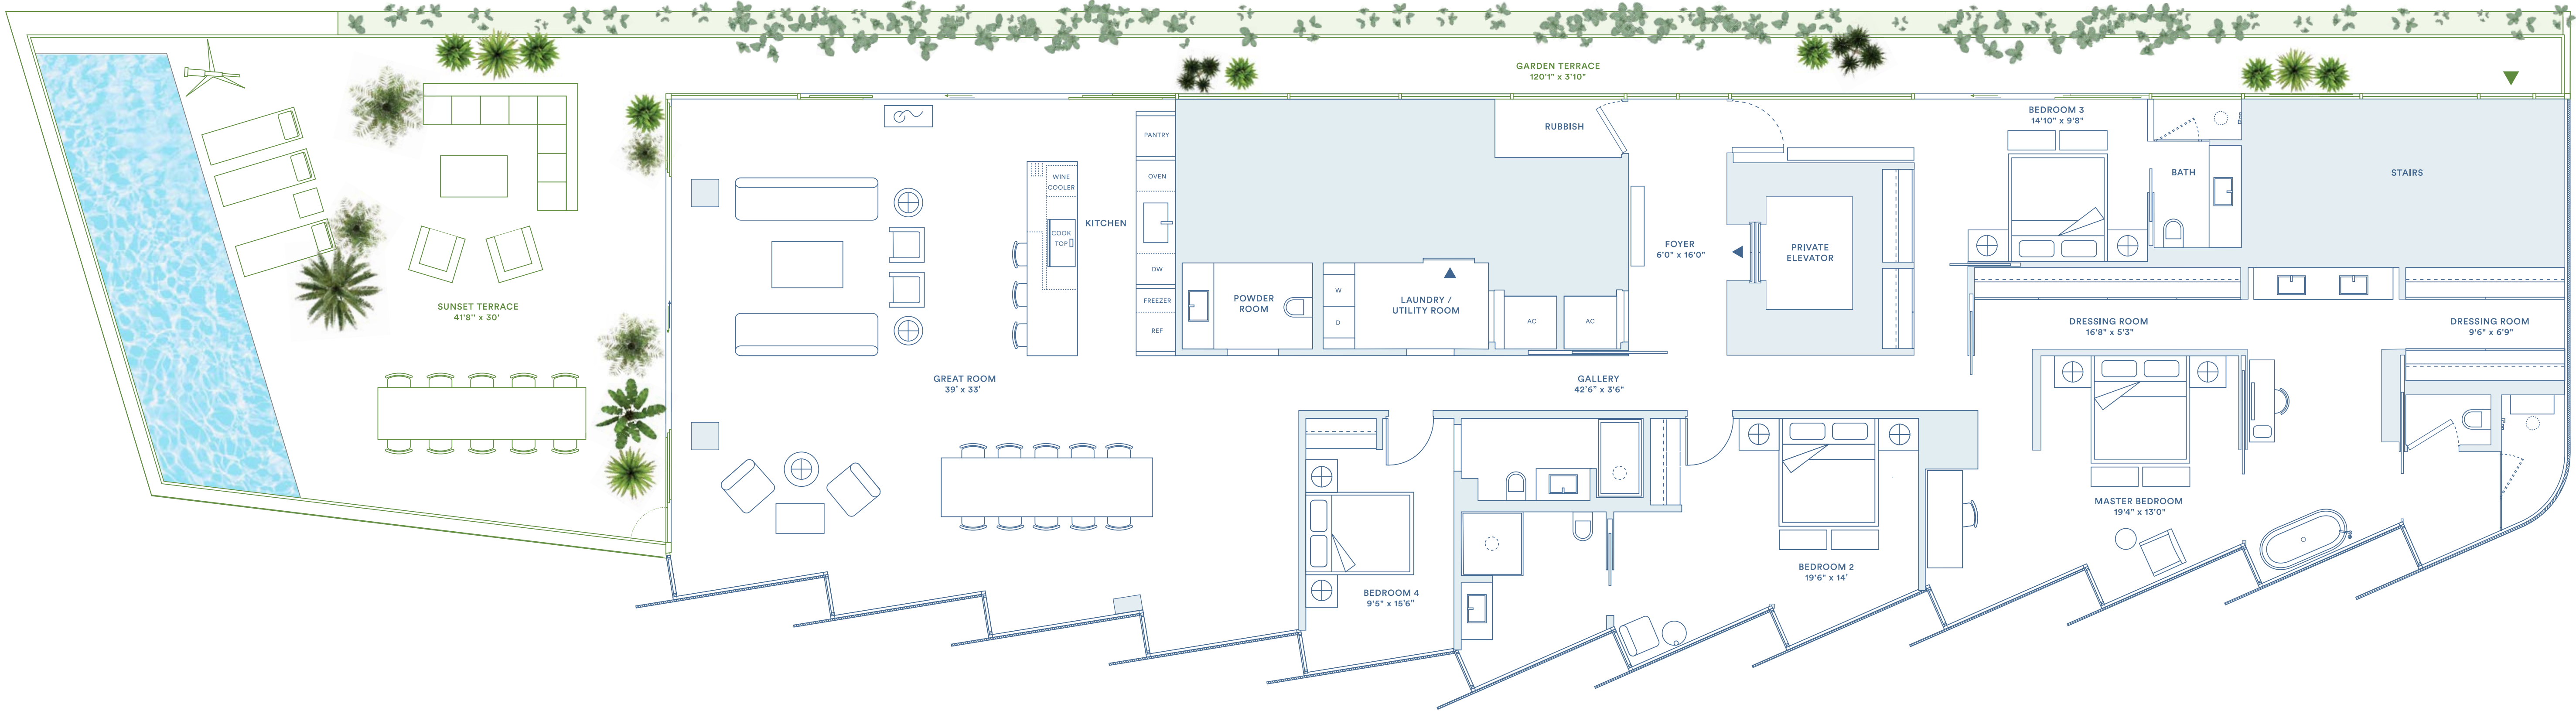 GARDEN TERRACE
120'1" x 3'10"
SUNSET TERRACE
41'8'' x 30'
GREAT ROOM
39' x 33'
KITCHEN
WINE
COOLER
COOK
TOP
PANTRY
OVEN
DW
FREEZER
REF
POWDER
ROOM
W
D
LAUNDRY /
UTILITY ROOM
AC
AC
RUBBISH
FOYER
6'0" x 16'0"
PRIVATE
ELEVATOR
GALLERY
42'6" x 3'6"
BEDROOM 3
14'10" x 9'8"
BATH
STAIRS
DRESSING ROOM
16'8" x 5'3"
DRESSING ROOM
9'6" x 6'9"
MASTER BEDROOM
19'4" x 13'0"
BEDROOM 2
19'6" x 14'
BEDROOM 4
9'5" x 15'6"